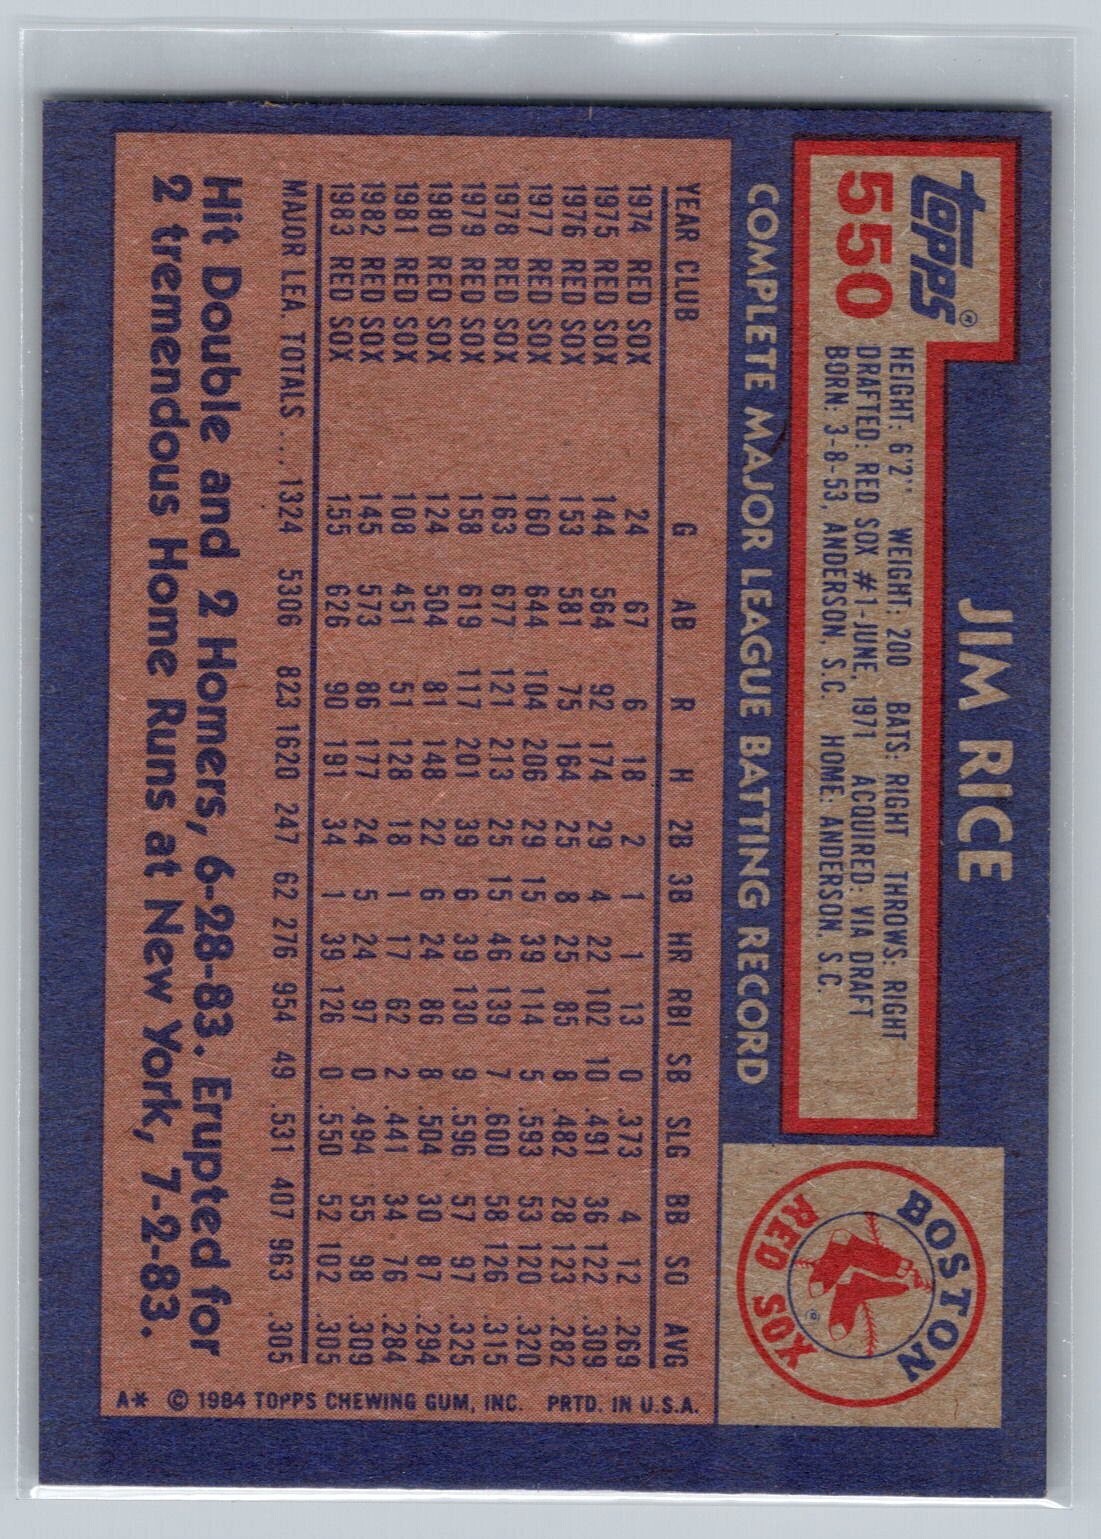 JIM RICE
Topps®
550
HEIGHT: 6'2" WEIGHT: 200 BATS: RIGHT THROWS: RIGHT
DRAFTED: RED SOX #1-JUNE, 1971 ACQUIRED: VIA DRAFT
BORN: 3-8-53, ANDERSON, S.C. HOME: ANDERSON, S.C.
BOSTON
RED SOX
®
COMPLETE MAJOR LEAGUE BATTING RECORD
YEAR CLUB G AB R H 2B 3B HR RBI SB SLG BB SO AVG
1974 RED SOX 24 67 6 18 2 1 1 13 0 .373 4 12 .269
1975 RED SOX 144 564 92 174 29 4 22 102 10 .491 36 122 .309
1976 RED SOX 153 581 75 164 25 8 25 85 8 .482 28 123 .282
1977 RED SOX 160 644 104 206 29 15 39 114 5 .593 53 120 .320
1978 RED SOX 163 677 121 213 25 15 46 139 7 .600 58 126 .315
1979 RED SOX 158 619 117 201 39 6 39 130 9 .596 57 97 .325
1980 RED SOX 124 504 81 148 22 6 24 86 8 .504 30 87 .294
1981 RED SOX 108 451 51 128 18 1 17 62 2 .441 34 76 .284
1982 RED SOX 145 573 86 177 24 5 24 97 0 .494 55 98 .309
1983 RED SOX 155 626 90 191 34 1 39 126 0 .550 52 102 .305
MAJOR LEA. TOTALS ... 1324 5306 823 1620 247 62 276 954 49 .531 407 963 .305
Hit Double and 2 Homers, 6-28-83. Erupted for
2 tremendous Home Runs at New York, 7-2-83.
A* © 1984 TOPPS CHEWING GUM, INC. PRTD. IN U.S.A.